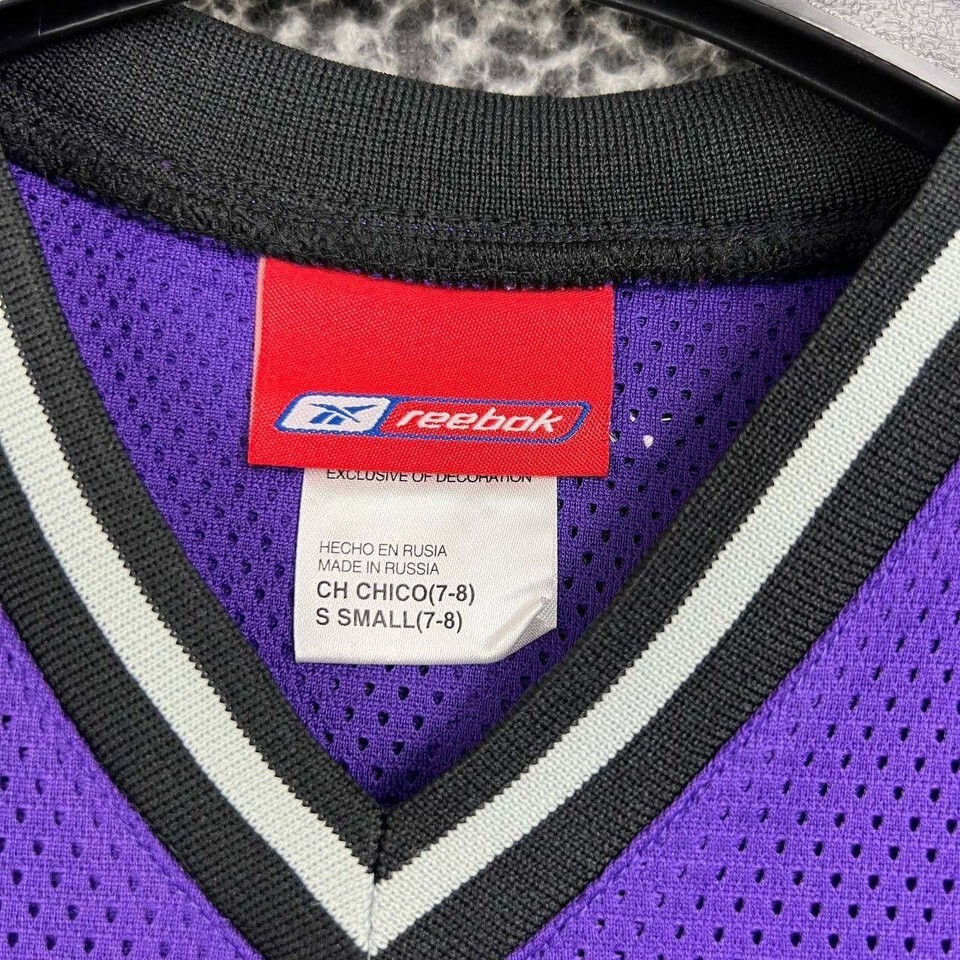 reebok
EXCLUSIVE OF DECORATION
HECHO EN RUSIA
MADE IN RUSSIA
CH CHICO(7-8)
S SMALL(7-8)